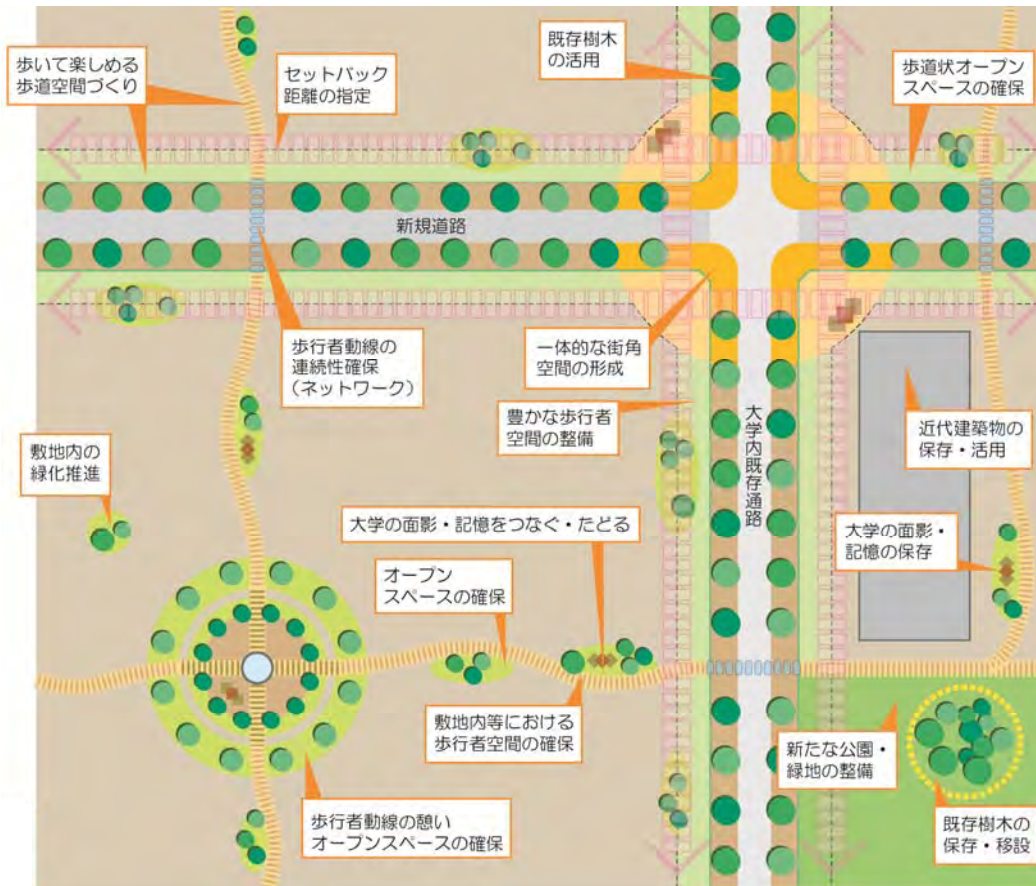 既存樹木
の活用
歩いて楽しめる
歩道空間づくり
セットバック
距離の指定
歩道状オープン
スペースの確保
新規道路
歩行者動線の
連続性確保
(ネットワーク)
一体的な街角
空間の形成
豊かな歩行者
空間の整備
大学内既存通路
近代建築物の
保存・活用
敷地内の
緑化推進
大学の面影・記憶をつなぐ・たどる
大学の面影・
記憶の保存
オープン
スペースの確保
敷地内等における
歩行者空間の確保
新たな公園・
緑地の整備
歩行者動線の憩い
オープンスペースの確保
既存樹木の
保存・移設